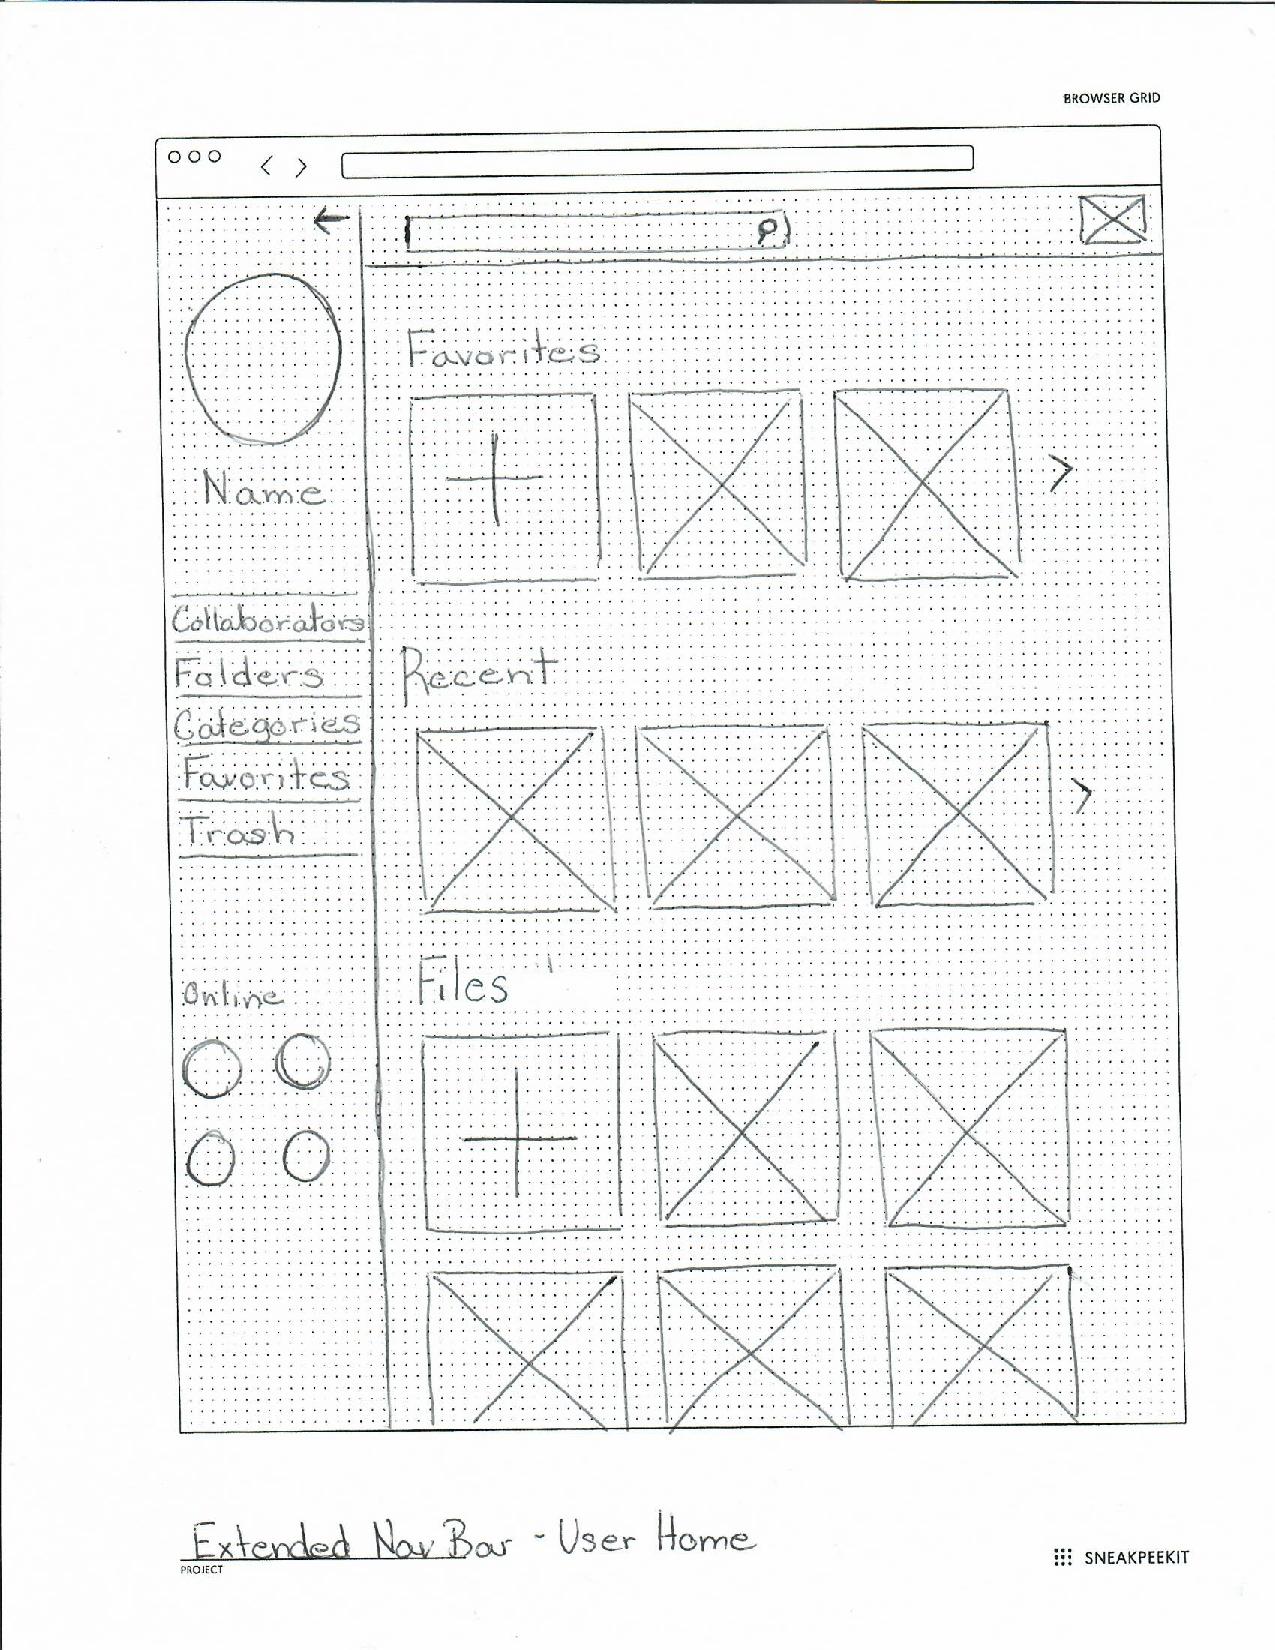 BROWSER GRID
Favorites
Name
Collaborators
Folders
Categories
Favorites
Trash
Recent
Online
Files
Extended Nav Bar - User Home
PROJECT
SNEAKPEEKIT